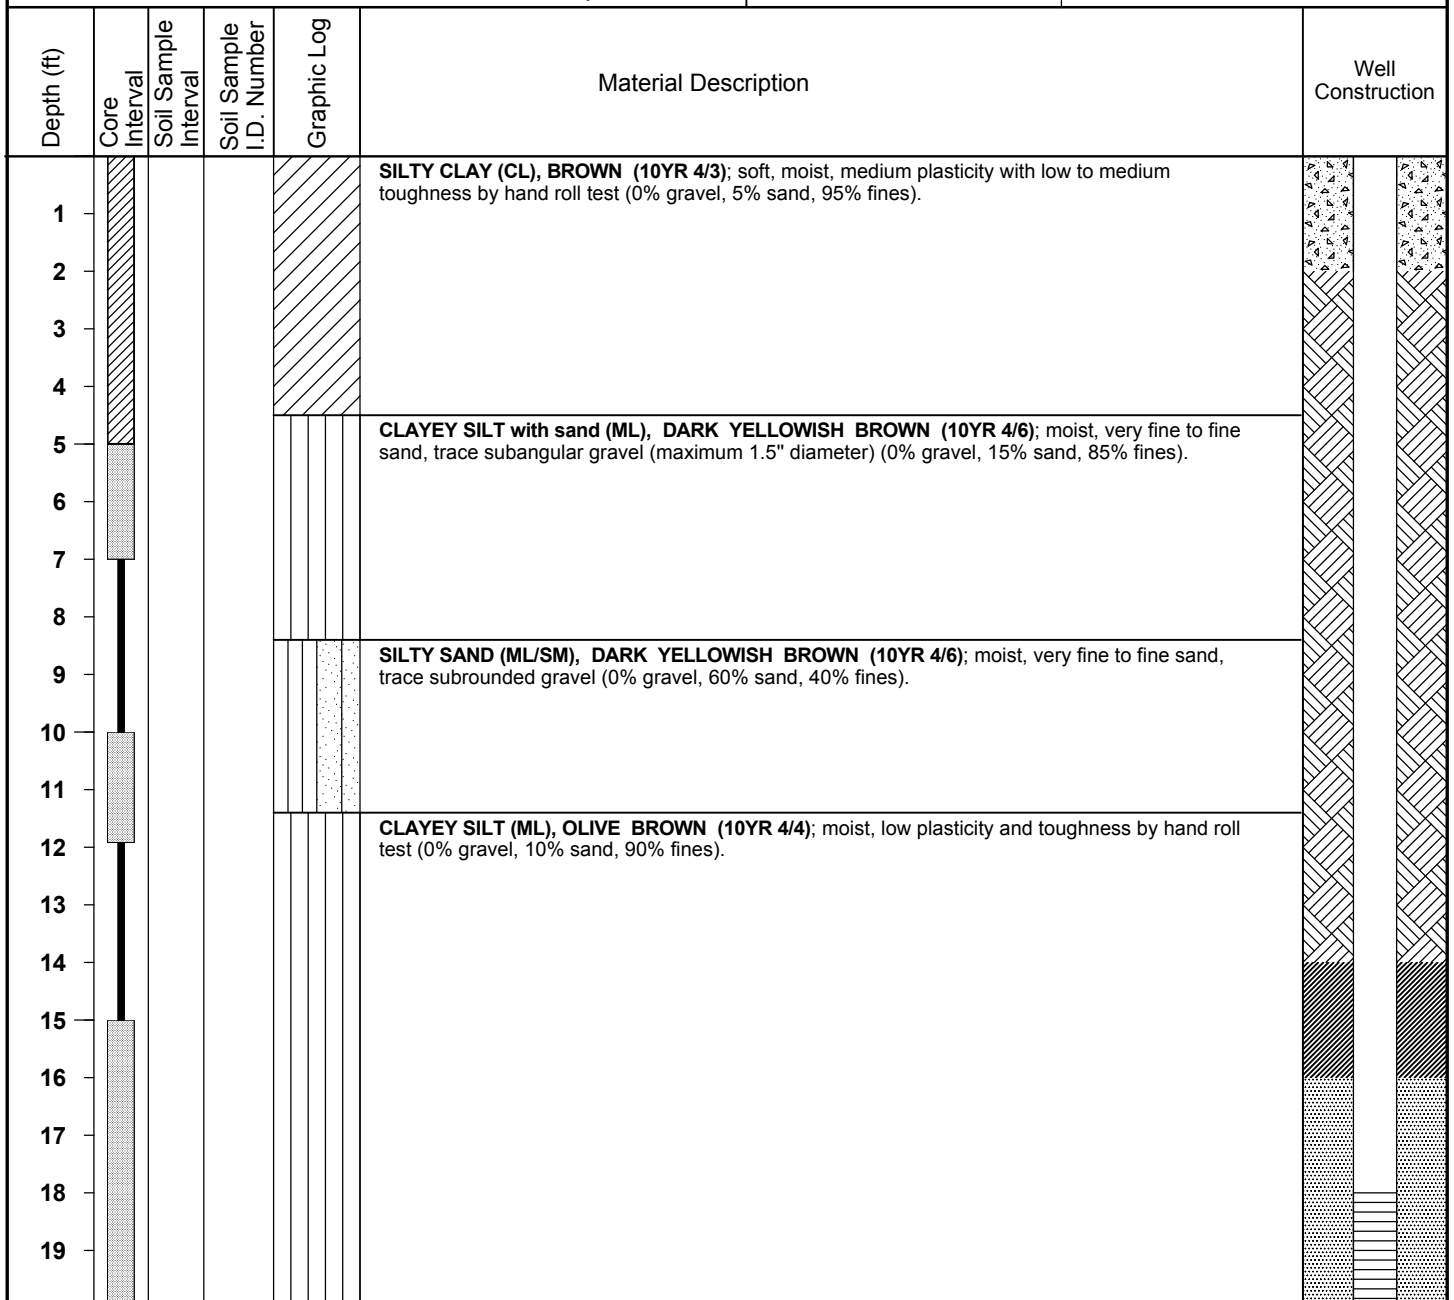 Depth (ft)
Core
Interval
Soil Sample
Interval
Soil Sample
I.D. Number
Graphic Log
Material Description
Well
Construction
SILTY CLAY (CL), BROWN (10YR 4/3); soft, moist, medium plasticity with low to medium
toughness by hand roll test (0% gravel, 5% sand, 95% fines).
1
2
3
4
CLAYEY SILT with sand (ML), DARK YELLOWISH BROWN (10YR 4/6); moist, very fine to fine
sand, trace subangular gravel (maximum 1.5" diameter) (0% gravel, 15% sand, 85% fines).
5
6
7
8
SILTY SAND (ML/SM), DARK YELLOWISH BROWN (10YR 4/6); moist, very fine to fine sand,
trace subrounded gravel (0% gravel, 60% sand, 40% fines).
9
10
11
CLAYEY SILT (ML), OLIVE BROWN (10YR 4/4); moist, low plasticity and toughness by hand roll
test (0% gravel, 10% sand, 90% fines).
12
13
14
15
16
17
18
19